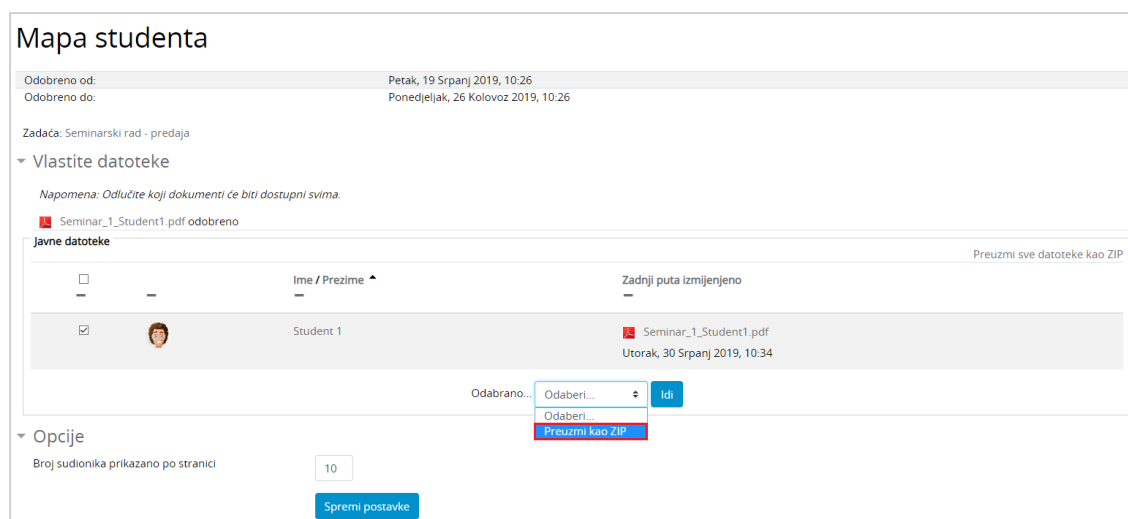 Mapa studenta
Odobreno od: Petak, 19 Srpanj 2019, 10:26
Odobreno do: Ponedjeljak, 26 Kolovoz 2019, 10:26
Zadaća: Seminarski rad - predaja
Vlastite datoteke
Napomena: Odlučite koji dokumenti će biti dostupni svima.
Seminar_1_Student1.pdf odobreno
Javne datoteke
Preuzmi sve datoteke kao ZIP
Ime / Prezime Zadnji puta izmijenjeno
Student 1 Seminar_1_Student1.pdf
Utorak, 30 Srpanj 2019, 10:34
Odabrano... Odaberi... Idi
Odaberi...
Preuzmi kao ZIP
Opcije
Broj sudionika prikazano po stranici 10
Spremi postavke